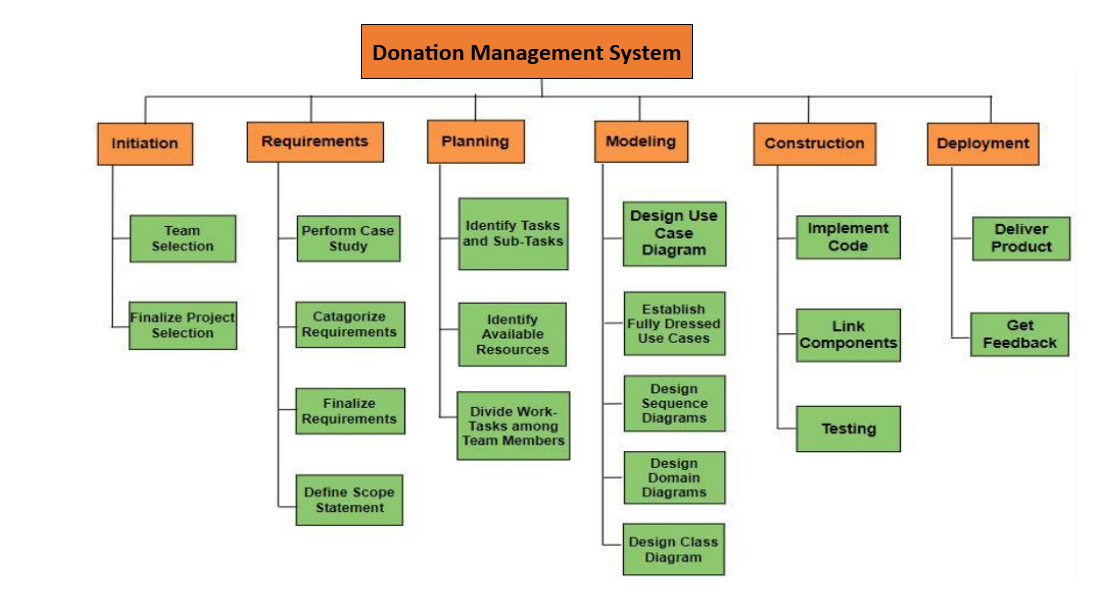 Donation Management System
Initiation
Requirements
Planning
Modeling
Construction
Deployment
Team
Selection
Finalize Project
Selection
Perform Case
Study
Catagorize
Requirements
Finalize
Requirements
Define Scope
Statement
Identify Tasks
and Sub-Tasks
Identify
Available
Resources
Divide Work-
Tasks among
Team Members
Design Use
Case
Diagram
Establish
Fully Dressed
Use Cases
Design
Sequence
Diagrams
Design
Domain
Diagrams
Design Class
Diagram
Implement
Code
Link
Components
Testing
Deliver
Product
Get
Feedback